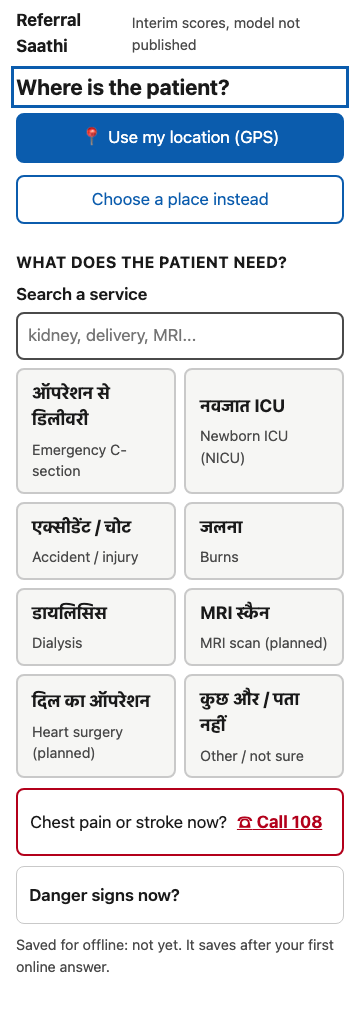 Referral
Saathi
Interim scores, model not
published
Where is the patient?
📍 Use my location (GPS)
Choose a place instead
WHAT DOES THE PATIENT NEED?
Search a service
kidney, delivery, MRI...
ऑपरेशन से
डिलीवरी
Emergency C-
section
नवजात ICU
Newborn ICU
(NICU)
एक्सीडेंट / चोट
Accident / injury
जलना
Burns
डायलिसिस
Dialysis
MRI स्कैन
MRI scan (planned)
दिल का ऑपरेशन
Heart surgery
(planned)
कुछ और / पता
नहीं
Other / not sure
Chest pain or stroke now? ☎ Call 108
Danger signs now?
Saved for offline: not yet. It saves after your first
online answer.